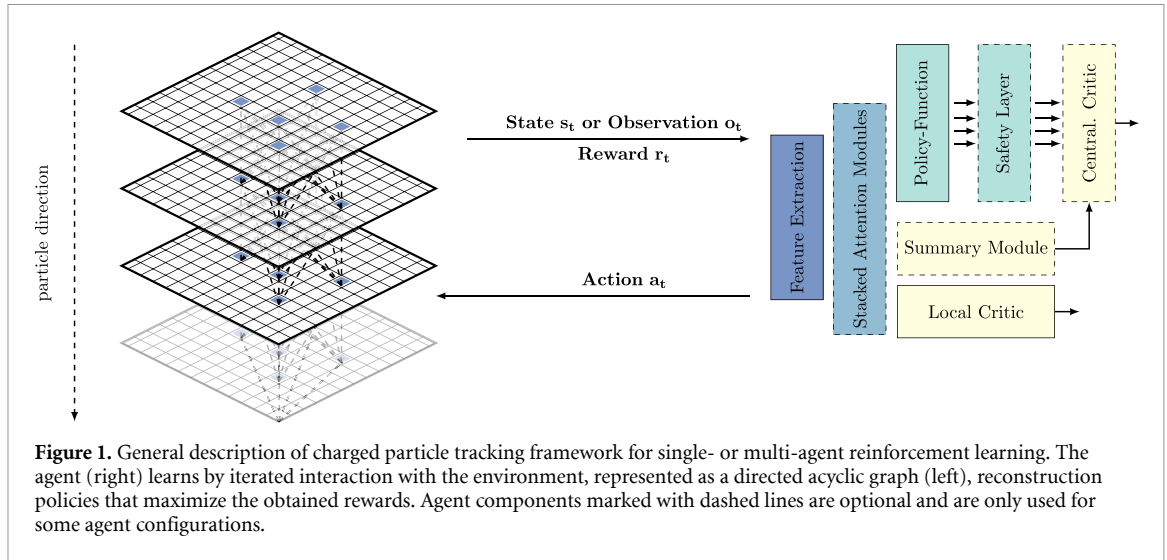 particle direction
State s_t or Observation o_t
Reward r_t
Action a_t
Feature Extraction
Stacked Attention Modules
Policy-Function
Safety Layer
Central. Critic
Summary Module
Local Critic
Figure 1. General description of charged particle tracking framework for single- or multi-agent reinforcement learning. The
agent (right) learns by iterated interaction with the environment, represented as a directed acyclic graph (left), reconstruction
policies that maximize the obtained rewards. Agent components marked with dashed lines are optional and are only used for
some agent configurations.